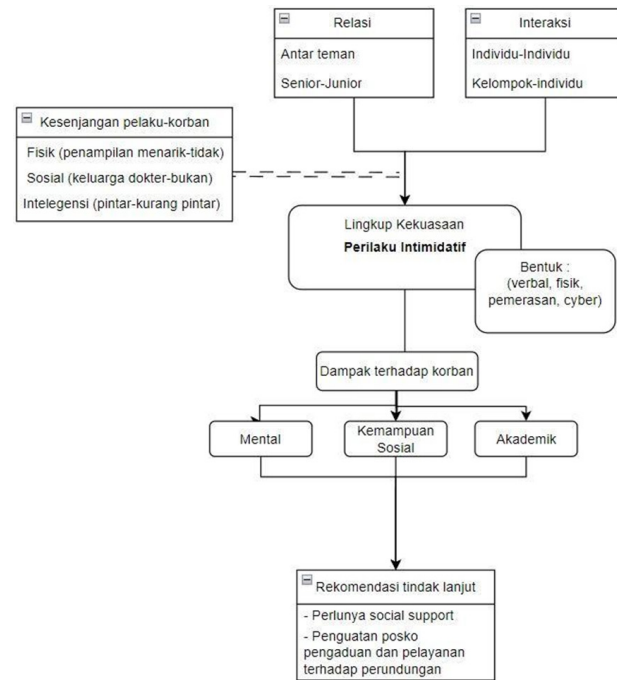 Relasi
Antar teman
Senior-Junior
Interaksi
Individu-Individu
Kelompok-individu
Kesenjangan pelaku-korban
Fisik (penampilan menarik-tidak)
Sosial (keluarga dokter-bukan)
Intelegensi (pintar-kurang pintar)
Lingkup Kekuasaan
Perilaku Intimidatif
Bentuk :
(verbal, fisik,
pemerasan, cyber)
Dampak terhadap korban
Mental
Kemampuan
Sosial
Akademik
Rekomendasi tindak lanjut
- Perlunya social support
- Penguatan posko
pengaduan dan pelayanan
terhadap perundungan